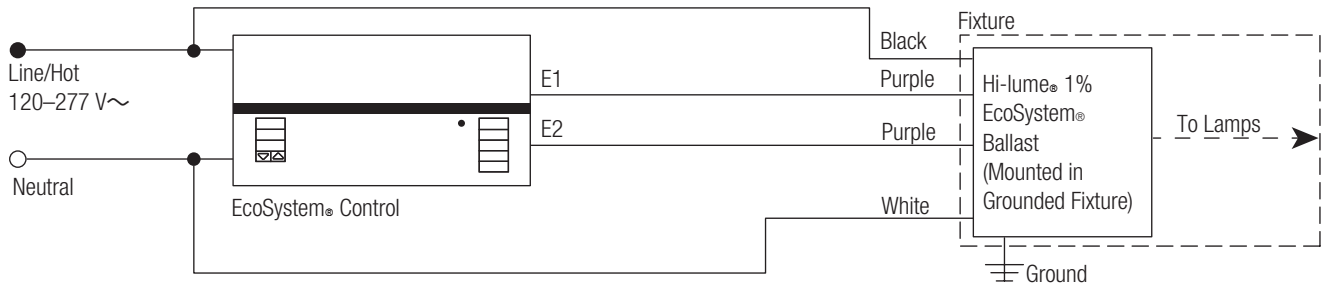 Line/Hot
120–277 V~
Neutral
EcoSystem® Control
E1
E2
Black
Purple
Purple
White
Fixture
Hi-lume® 1%
EcoSystem®
Ballast
(Mounted in
Grounded Fixture)
To Lamps
Ground